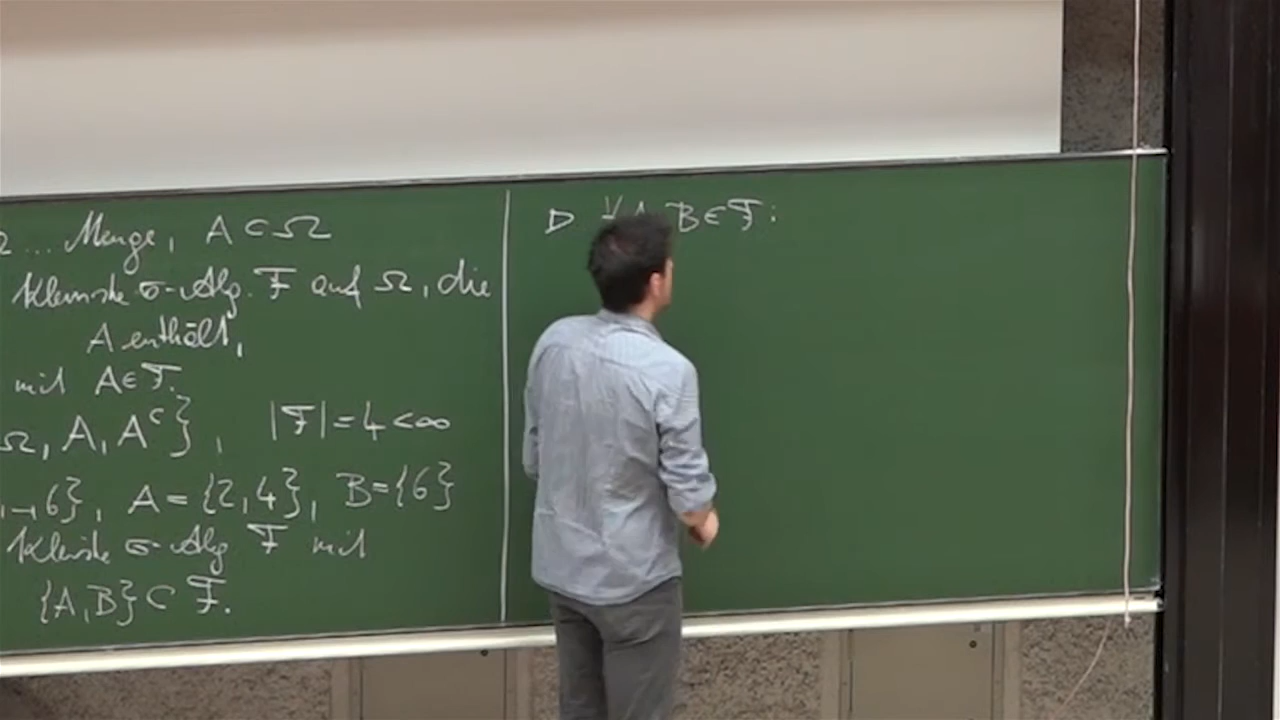 Ω ... Menge, A ⊂ Ω
kleinste σ-Alg. F auf Ω, die
A enthält,
mit A ∈ F.
Ω, A, A^c}, |F| = 4 < ∞
6}, A = {2,4}, B = {6}
kleinste σ-Alg F mit
{A,B} ⊂ F.
B ∈ F: